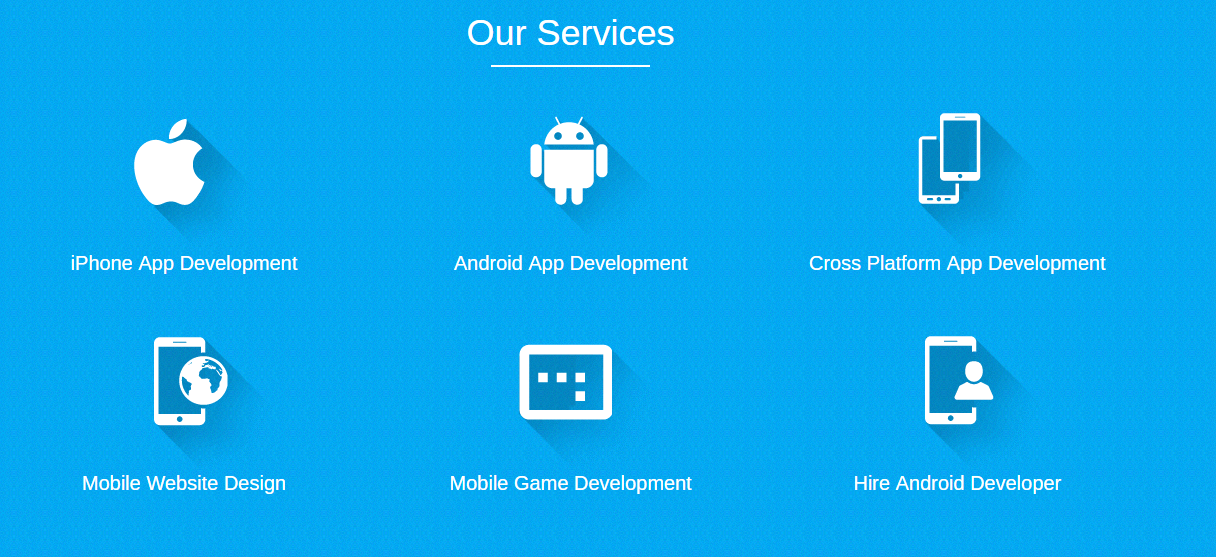 Our Services
iPhone App Development
Android App Development
Cross Platform App Development
Mobile Website Design
Mobile Game Development
Hire Android Developer